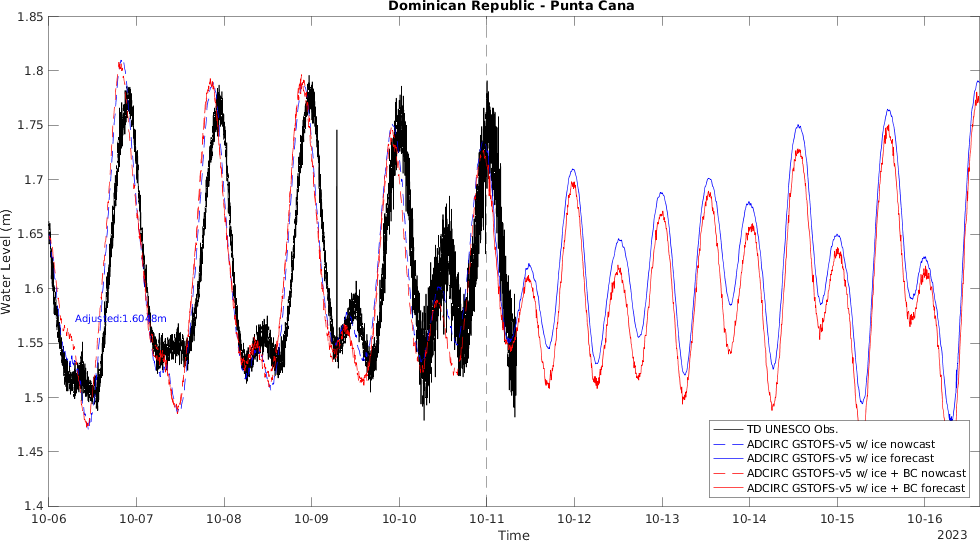 Dominican Republic - Punta Cana
1.85
1.8
1.75
1.7
1.65
1.6
1.55
1.5
1.45
1.4
Water Level (m)
Adjusted:1.6048m
TD UNESCO Obs.
ADCIRC GSTOFS-v5 w/ ice nowcast
ADCIRC GSTOFS-v5 w/ ice forecast
ADCIRC GSTOFS-v5 w/ ice + BC nowcast
ADCIRC GSTOFS-v5 w/ ice + BC forecast
10-06 10-07 10-08 10-09 10-10 10-11 10-12 10-13 10-14 10-15 10-16
Time
2023